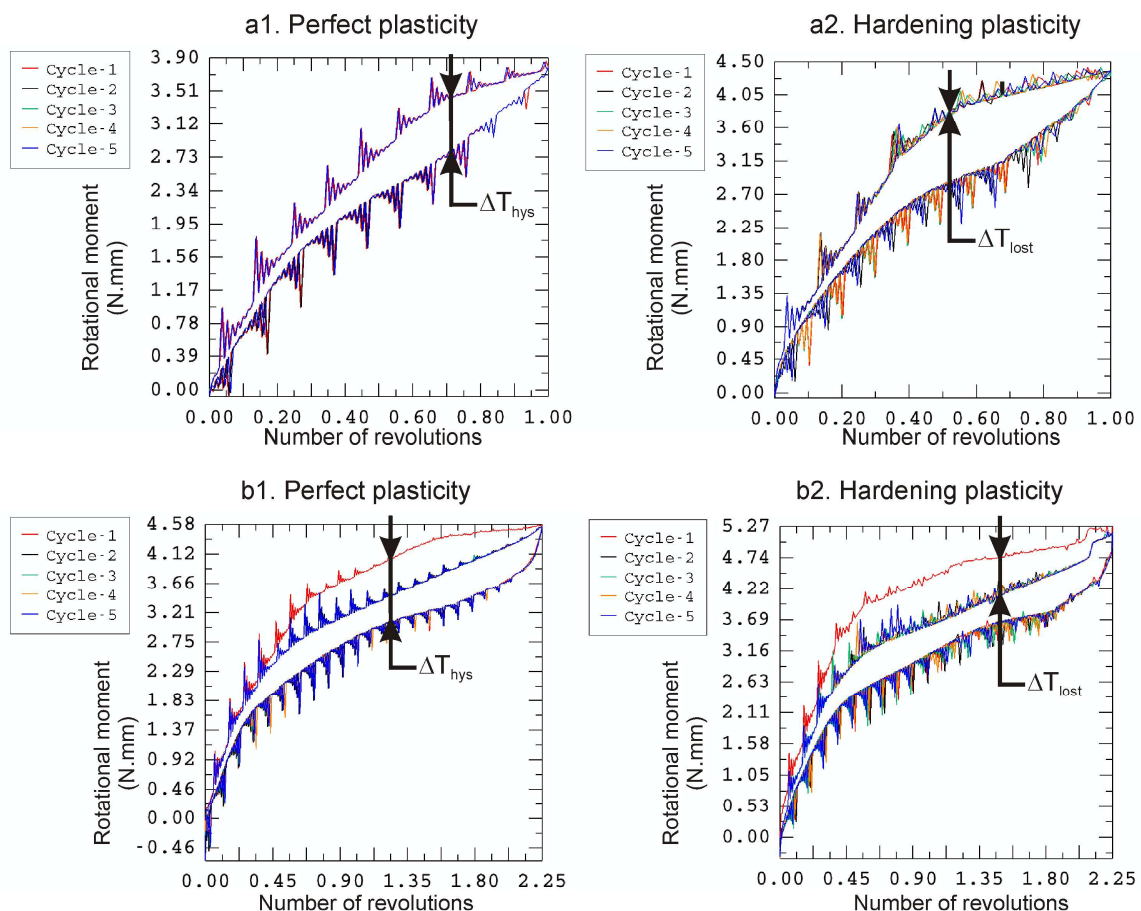 a1. Perfect plasticity
Cycle-1
Cycle-2
Cycle-3
Cycle-4
Cycle-5
Rotational moment
(N.mm)
3.90
3.51
3.12
2.73
2.34
1.95
1.56
1.17
0.78
0.39
0.00
ΔThys
0.00 0.20 0.40 0.60 0.80 1.00
Number of revolutions
a2. Hardening plasticity
Cycle-1
Cycle-2
Cycle-3
Cycle-4
Cycle-5
Rotational moment
(N.mm)
4.50
4.05
3.60
3.15
2.70
2.25
1.80
1.35
0.90
0.45
0.00
ΔTlost
0.00 0.20 0.40 0.60 0.80 1.00
Number of revolutions
b1. Perfect plasticity
Cycle-1
Cycle-2
Cycle-3
Cycle-4
Cycle-5
Rotational moment
(N.mm)
4.58
4.12
3.66
3.21
2.75
2.29
1.83
1.37
0.92
0.46
0.00
-0.46
ΔThys
0.00 0.45 0.90 1.35 1.80 2.25
Number of revolutions
b2. Hardening plasticity
Cycle-1
Cycle-2
Cycle-3
Cycle-4
Cycle-5
Rotational moment
(N.mm)
5.27
4.74
4.22
3.69
3.16
2.63
2.11
1.58
1.05
0.53
0.00
ΔTlost
0.00 0.45 0.90 1.35 1.80 2.25
Number of revolutions